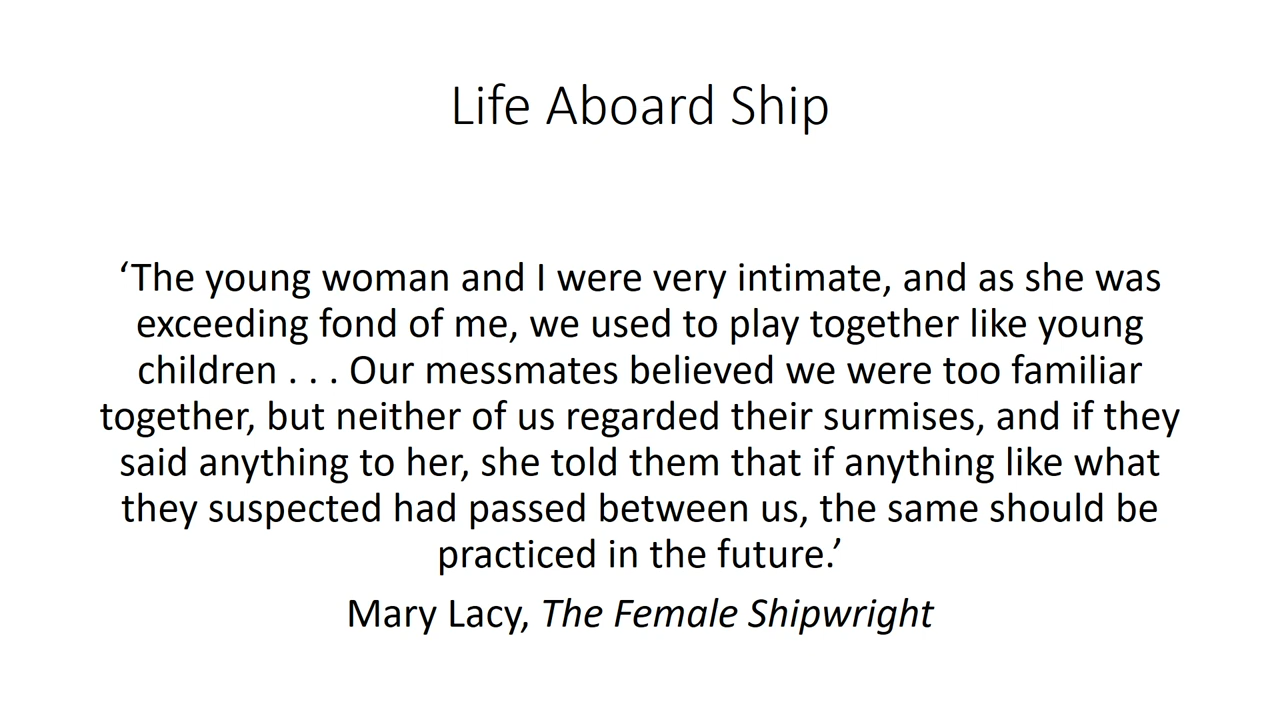 Life Aboard Ship
‘The young woman and I were very intimate, and as she was
exceeding fond of me, we used to play together like young
children . . . Our messmates believed we were too familiar
together, but neither of us regarded their surmises, and if they
said anything to her, she told them that if anything like what
they suspected had passed between us, the same should be
practiced in the future.’
Mary Lacy, The Female Shipwright